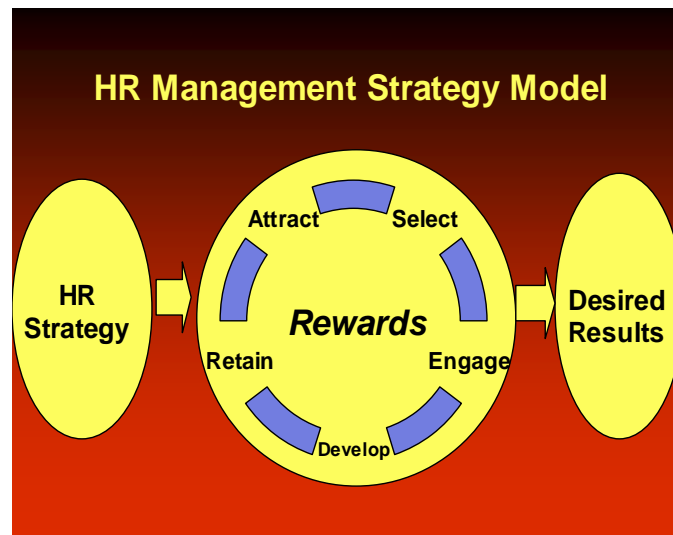 HR Management Strategy Model
Attract
Select
HR
Strategy
Rewards
Desired
Results
Retain
Engage
Develop